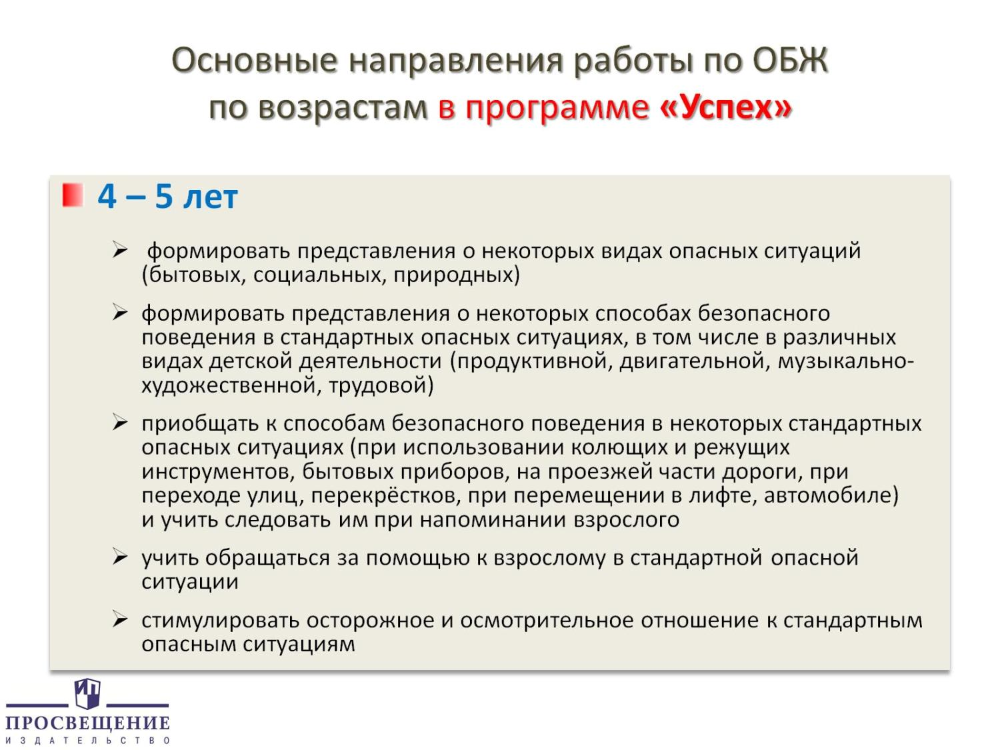 Основные направления работы по ОБЖ
по возрастам в программе «Успех»
4 – 5 лет
формировать представления о некоторых видах опасных ситуаций
(бытовых, социальных, природных)
формировать представления о некоторых способах безопасного
поведения в стандартных опасных ситуациях, в том числе в различных
видах детской деятельности (продуктивной, двигательной, музыкально-
художественной, трудовой)
приобщать к способам безопасного поведения в некоторых стандартных
опасных ситуациях (при использовании колющих и режущих
инструментов, бытовых приборов, на проезжей части дороги, при
переходе улиц, перекрёстков, при перемещении в лифте, автомобиле)
и учить следовать им при напоминании взрослого
учить обращаться за помощью к взрослому в стандартной опасной
ситуации
стимулировать осторожное и осмотрительное отношение к стандартным
опасным ситуациям
ИП
ПРОСВЕЩЕНИЕ
ИЗДАТЕЛЬСТВО